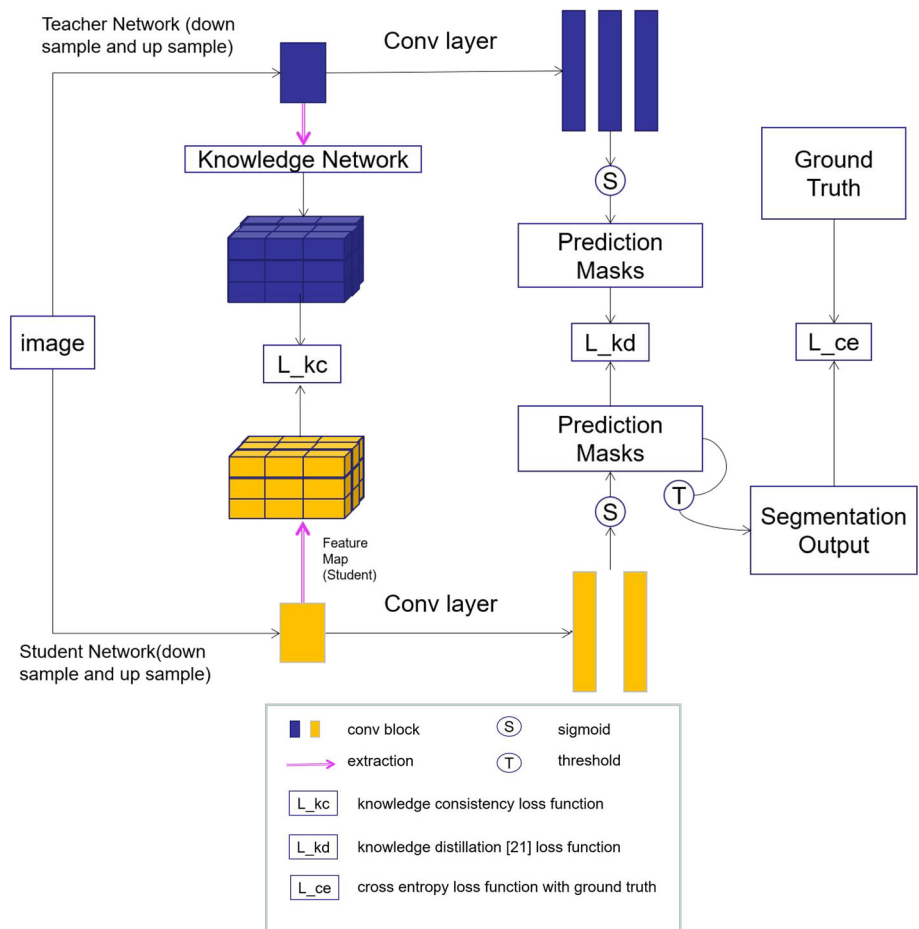 Teacher Network (down
sample and up sample)
Conv layer
Knowledge Network
S
Ground
Truth
Prediction
Masks
image
L_kc
L_kd
L_ce
Prediction
Masks
T
S
Segmentation
Output
Feature
Map
(Student)
Conv layer
Student Network(down
sample and up sample)
conv block
S
sigmoid
extraction
T
threshold
L_kc
knowledge consistency loss function
L_kd
knowledge distillation [21] loss function
L_ce
cross entropy loss function with ground truth